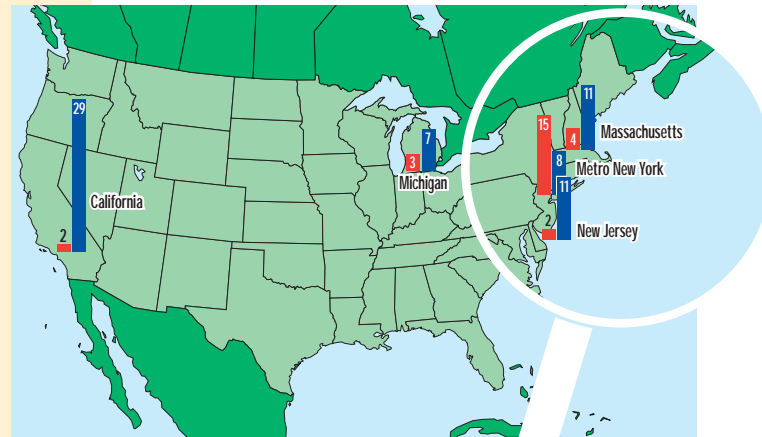 29
2
California
3
7
Michigan
11
4
Massachusetts
15
8
Metro New York
11
2
New Jersey